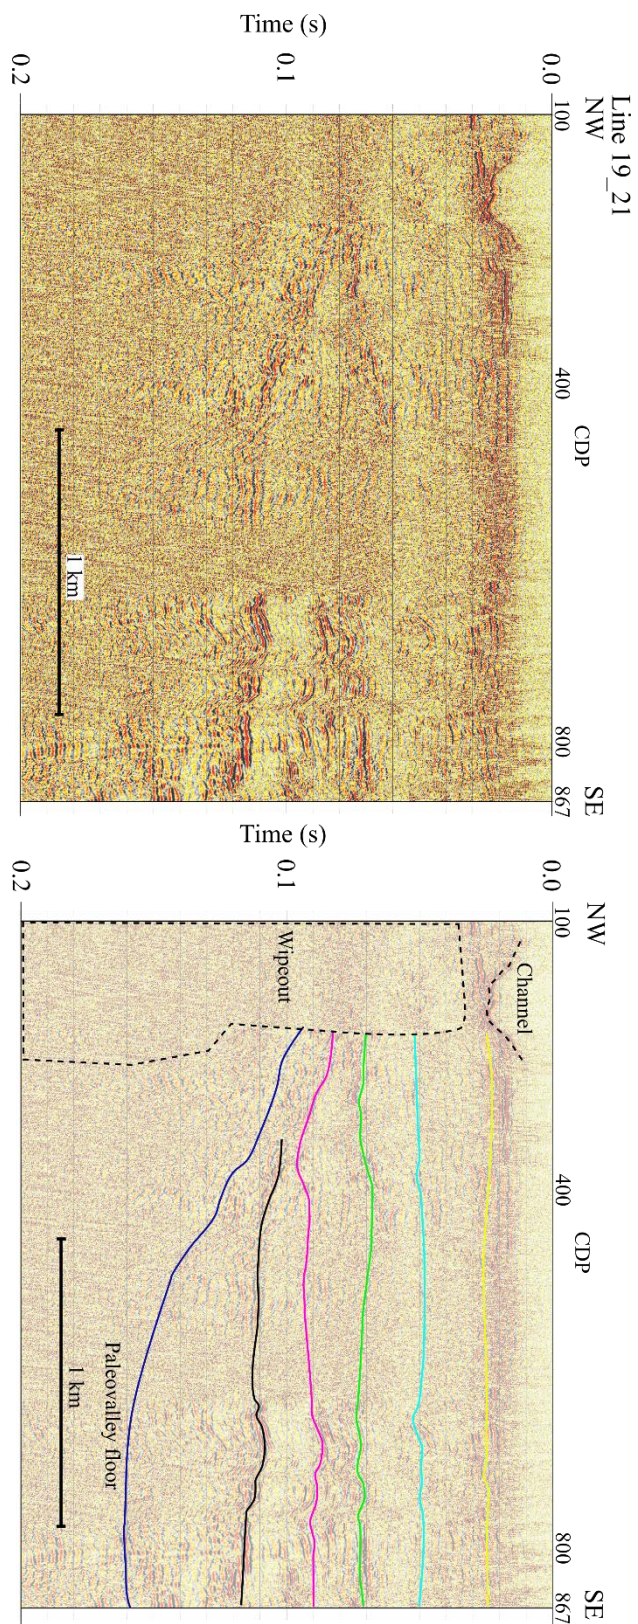 Line 19_21
NW
SE
CDP
100
400
800
867
0.0
0.1
0.2
Time (s)
1 km
NW
SE
CDP
100
400
800
867
0.0
0.1
0.2
Time (s)
Channel
Wipeout
Paleovalley floor
1 km